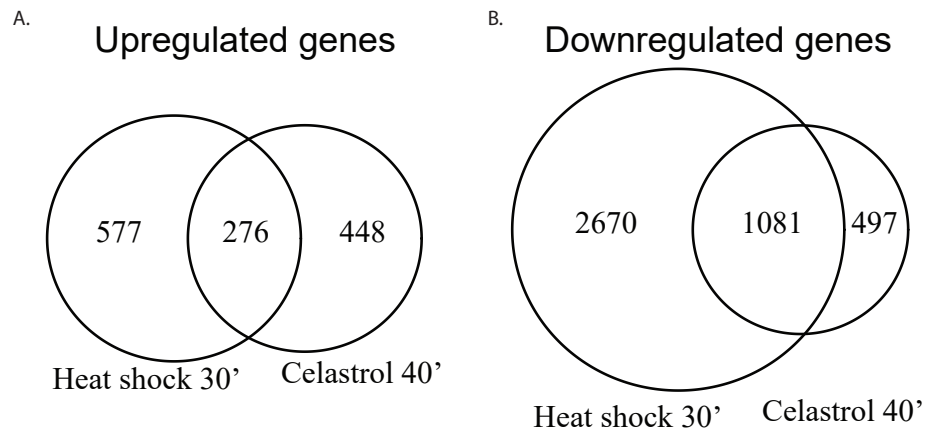 A.
Upregulated genes
577 276 448
Heat shock 30’ Celastrol 40’
B.
Downregulated genes
2670 1081 497
Heat shock 30’ Celastrol 40’